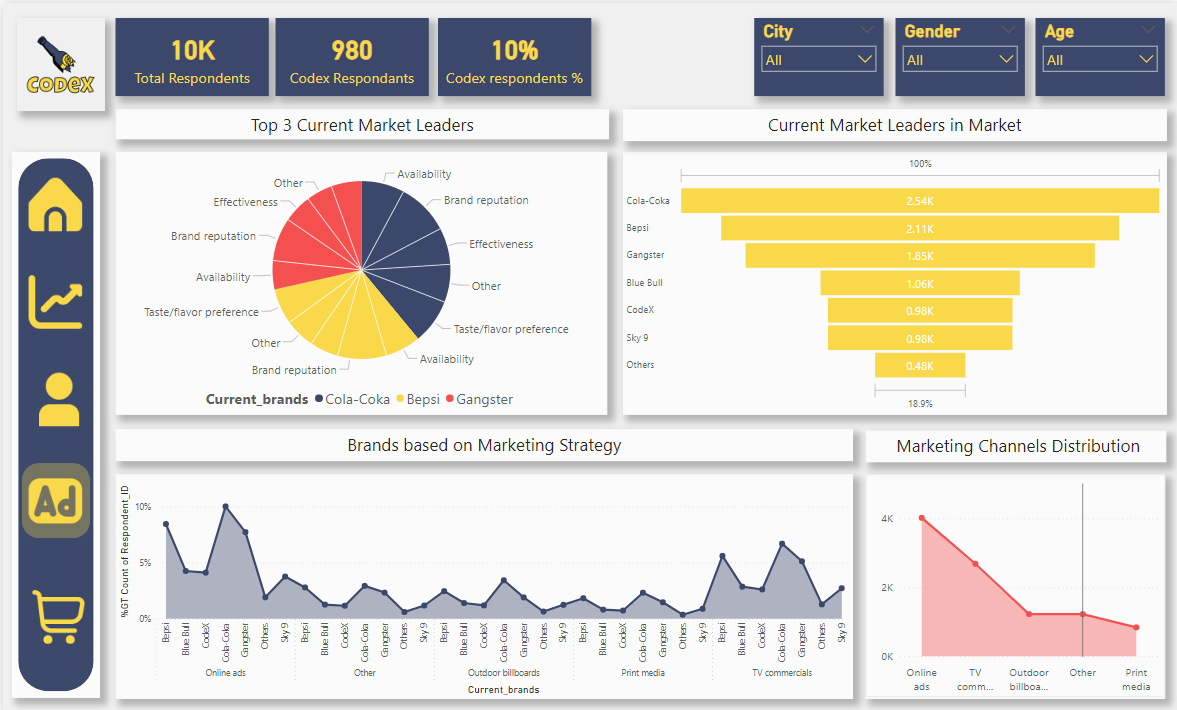 CODEX
10K
Total Respondents
980
Codex Respondants
10%
Codex respondents %
City
All
Gender
All
Age
All
Top 3 Current Market Leaders
Current Market Leaders in Market
Availability
Brand reputation
Effectiveness
Other
Taste/flavor preference
Availability
Brand reputation
Other
Taste/flavor preference
Availability
Brand reputation
Effectiveness
Other
Current_brands Cola-Coka Bepsi Gangster
100%
Cola-Coka 2.54K
Bepsi 2.11K
Gangster 1.85K
Blue Bull 1.06K
CodeX 0.98K
Sky 9 0.98K
Others 0.48K
18.9%
Ad
Brands based on Marketing Strategy
%GT Count of Respondent_ID
10%
5%
0%
Bepsi Blue Bull CodeX Cola-Coka Gangster Others Sky 9 Bepsi Blue Bull CodeX Cola-Coka Gangster Others Sky 9 Bepsi Blue Bull CodeX Cola-Coka Gangster Others Sky 9 Bepsi Blue Bull CodeX Cola-Coka Gangster Others Sky 9 Bepsi Blue Bull CodeX Cola-Coka Gangster Others Sky 9
Online ads Other Outdoor billboards Print media TV commercials
Current_brands
Marketing Channels Distribution
4K
2K
0K
Online TV Outdoor Other Print
ads comm... billboa... media